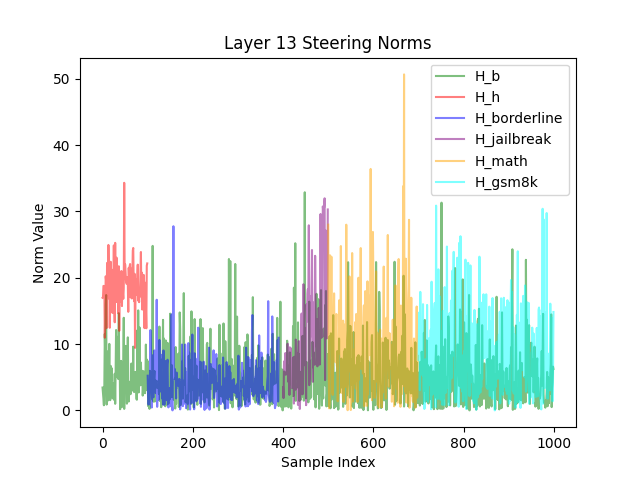 Layer 13 Steering Norms
Norm Value
50
40
30
20
10
0
H_b
H_h
H_borderline
H_jailbreak
H_math
H_gsm8k
0 200 400 600 800 1000
Sample Index